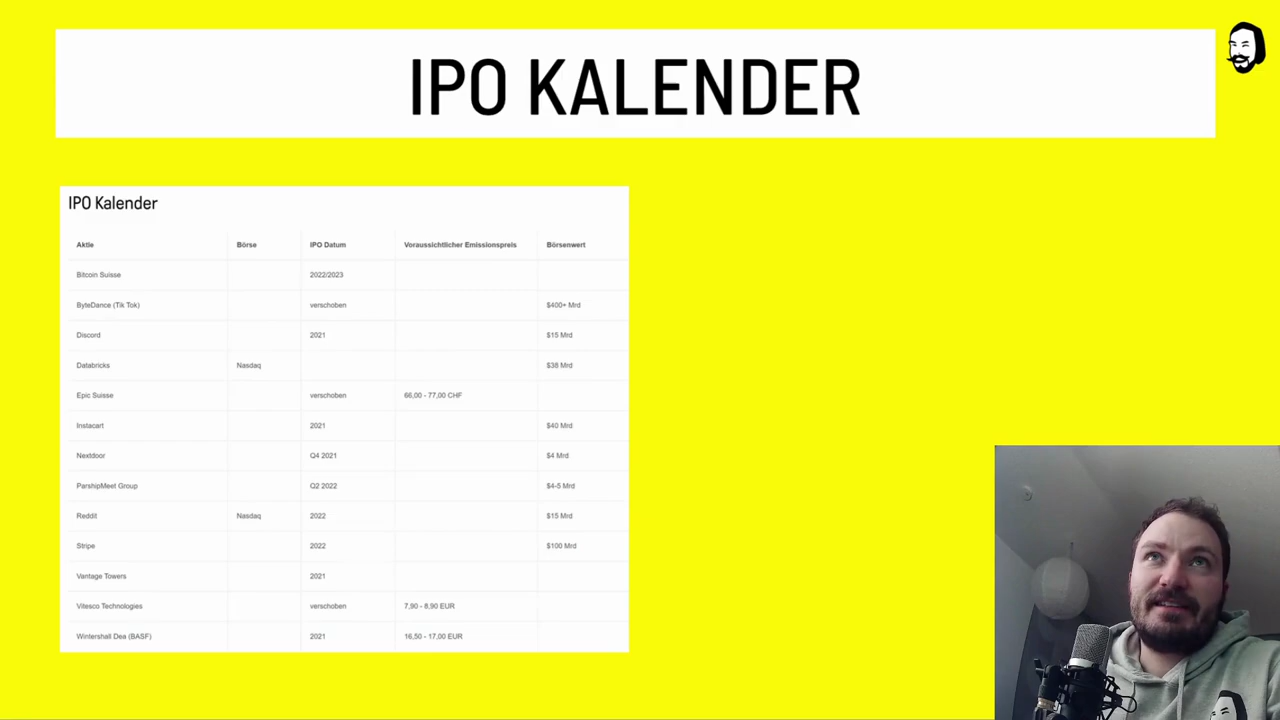 IPO KALENDER
IPO Kalender
Aktie Börse IPO Datum Voraussichtlicher Emissionspreis Börsenwert
Bitcoin Suisse 2022/2023
ByteDance (Tik Tok) verschoben $400+ Mrd
Discord 2021 $15 Mrd
Databricks Nasdaq $38 Mrd
Epic Suisse verschoben 66,00 - 77,00 CHF
Instacart 2021 $40 Mrd
Nextdoor Q4 2021 $4 Mrd
ParshipMeet Group Q2 2022 $4-5 Mrd
Reddit Nasdaq 2022 $15 Mrd
Stripe 2022 $100 Mrd
Vantage Towers 2021
Vitesco Technologies verschoben 7,90 - 8,90 EUR
Wintershall Dea (BASF) 2021 16,50 - 17,00 EUR